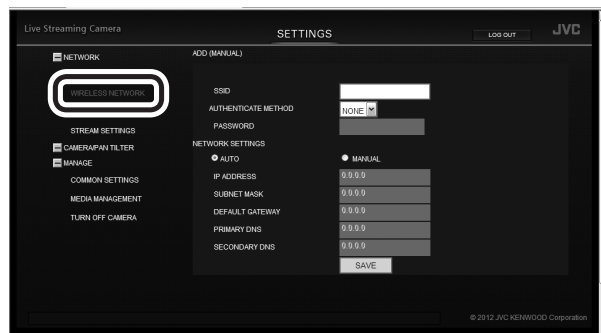 Live Streaming Camera
SETTINGS
LOG OUT
JVC
NETWORK
WIRELESS NETWORK
STREAM SETTINGS
CAMERA/PAN TILTER
MANAGE
COMMON SETTINGS
MEDIA MANAGEMENT
TURN OFF CAMERA
ADD (MANUAL)
SSID
AUTHENTICATE METHOD NONE
PASSWORD
NETWORK SETTINGS
AUTO MANUAL
IP ADDRESS 0.0.0.0
SUBNET MASK 0.0.0.0
DEFAULT GATEWAY 0.0.0.0
PRIMARY DNS 0.0.0.0
SECONDARY DNS 0.0.0.0
SAVE
© 2012 JVC KENWOOD Corporation